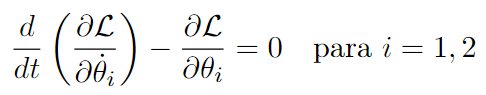 d/dt (∂ℒ/∂θ̇ᵢ) − ∂ℒ/∂θᵢ = 0 para i = 1, 2